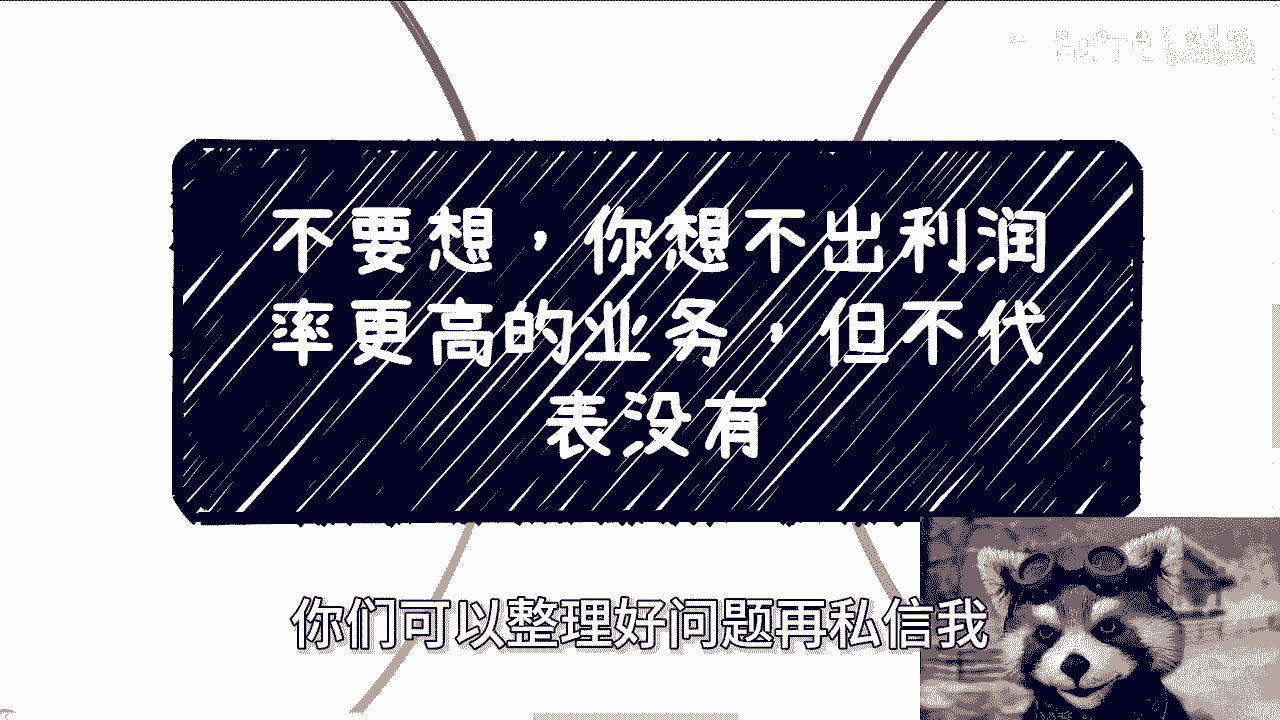 不要想，你想不出利润
率更高的业务，但不代
表没有
你们可以整理好问题再私信我